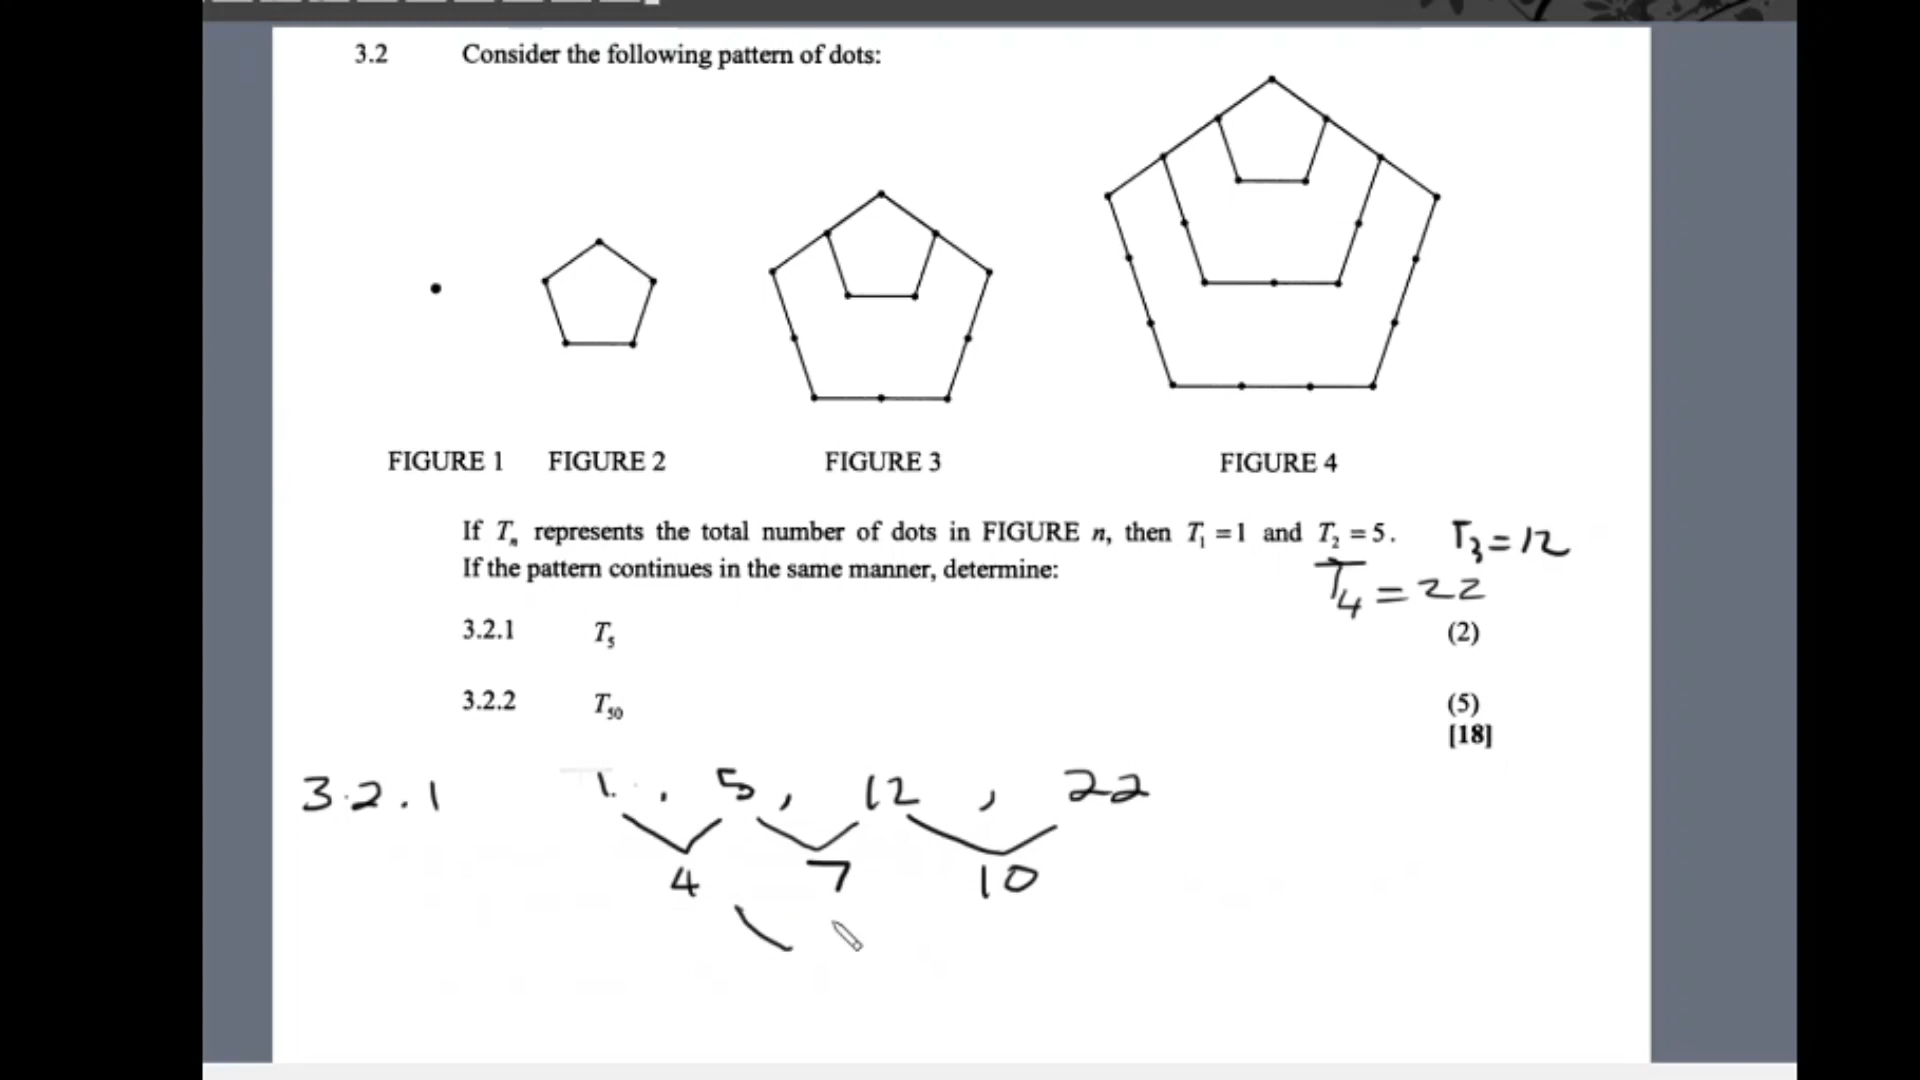 3.2 Consider the following pattern of dots:
FIGURE 1 FIGURE 2 FIGURE 3 FIGURE 4
If Tₙ represents the total number of dots in FIGURE n, then T₁ = 1 and T₂ = 5. T₃ = 12
If the pattern continues in the same manner, determine: T₄ = 22
3.2.1 T₅ (2)
3.2.2 T₅₀ (5)
[18]
3.2.1 1 , 5 , 12 , 22
4 7 10